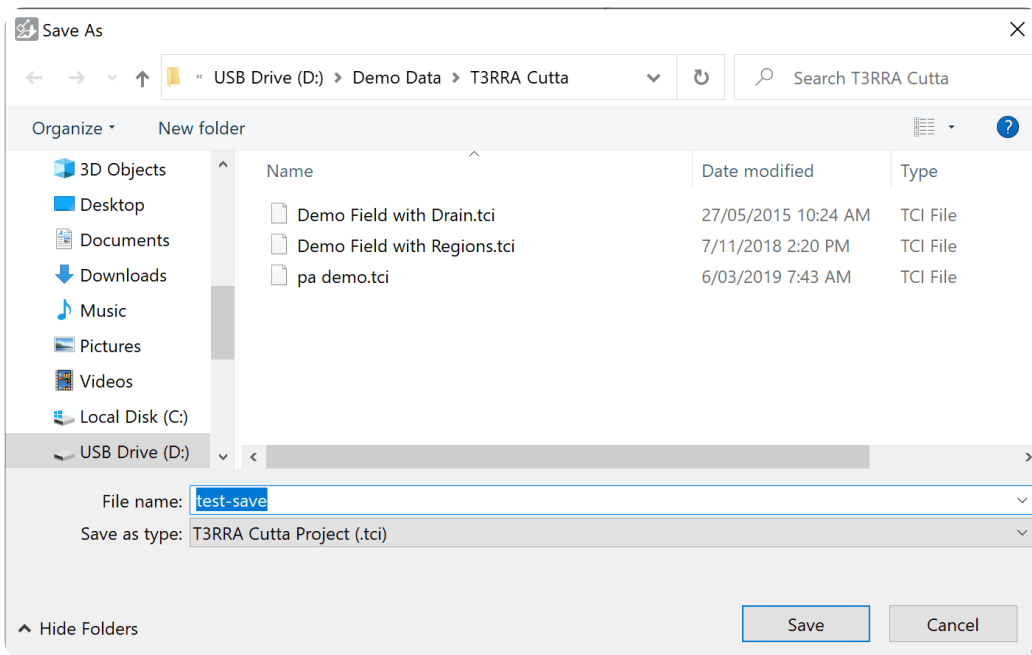 Save As
« USB Drive (D:) > Demo Data > T3RRA Cutta
Search T3RRA Cutta
Organize
New folder
?
3D Objects
Desktop
Documents
Downloads
Music
Pictures
Videos
Local Disk (C:)
USB Drive (D:)
Name Date modified Type
Demo Field with Drain.tci 27/05/2015 10:24 AM TCI File
Demo Field with Regions.tci 7/11/2018 2:20 PM TCI File
pa demo.tci 6/03/2019 7:43 AM TCI File
File name: test-save
Save as type: T3RRA Cutta Project (.tci)
Hide Folders
Save
Cancel